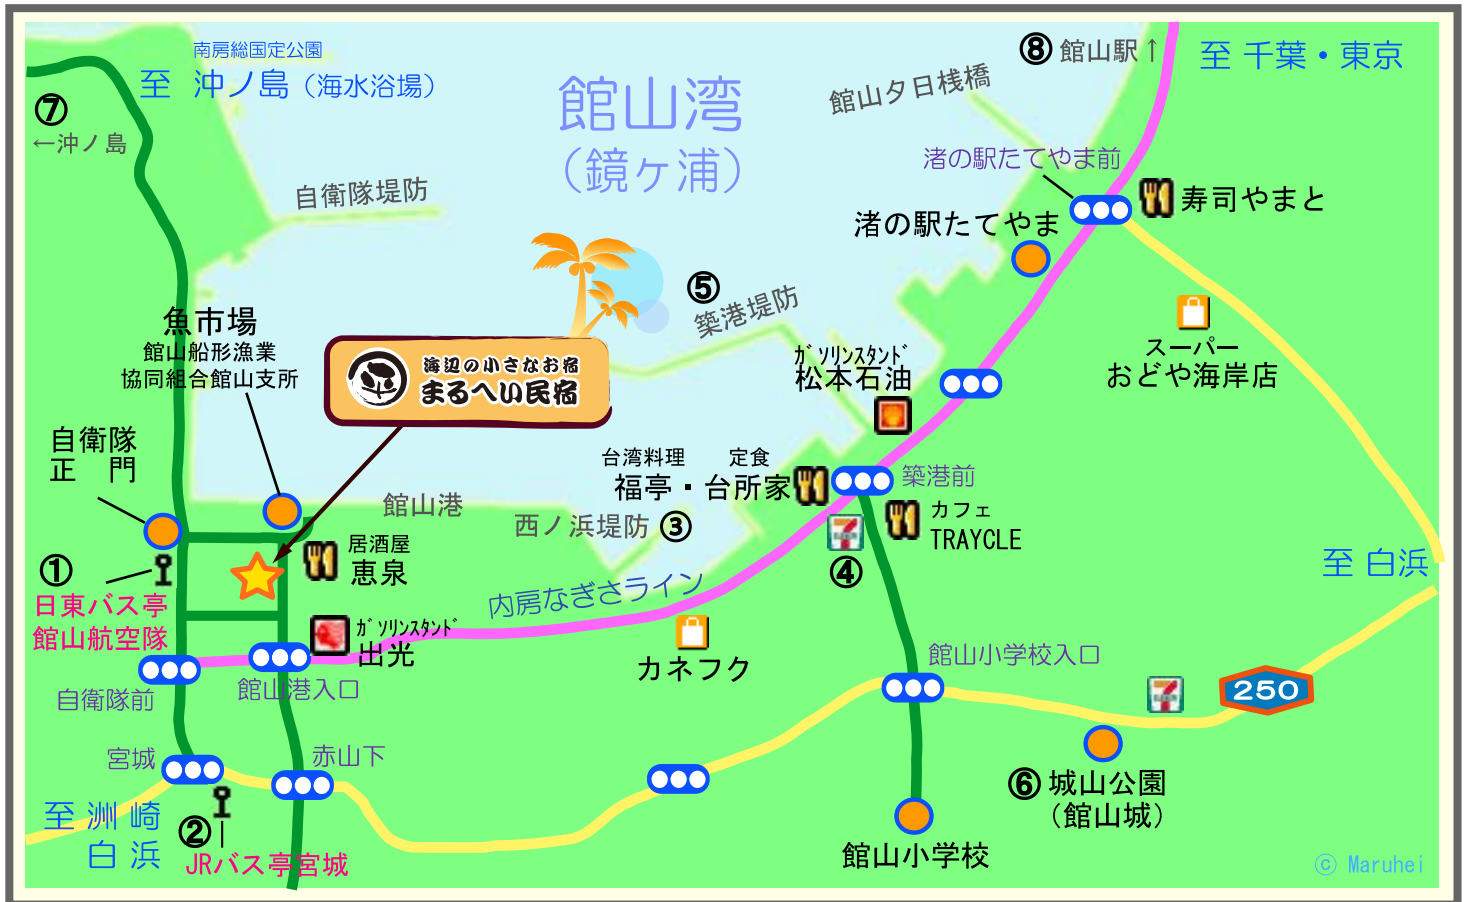 南房総国定公園
至 沖ノ島（海水浴場）
⑦
←沖ノ島
館山湾
（鏡ヶ浦）
⑧ 館山駅↑
至 千葉・東京
館山夕日桟橋
渚の駅たてやま前
寿司やまと
渚の駅たてやま
自衛隊堤防
⑤
築港堤防
魚市場
館山船形漁業
協同組合館山支所
海辺の小さなお宿
まるへい民宿
ｶﾞｿﾘﾝｽﾀﾝﾄﾞ
松本石油
スーパー
おどや海岸店
自衛隊
正　門
台湾料理　定食
福亭・台所家
築港前
館山港
西ノ浜堤防 ③
カフェ
TRAYCLE
居酒屋
恵泉
①
日東バス亭
館山航空隊
④
至 白浜
内房なぎさライン
ｶﾞｿﾘﾝｽﾀﾝﾄﾞ
出光
カネフク
館山小学校入口
自衛隊前
館山港入口
250
宮城
赤山下
⑥ 城山公園
（館山城）
至 洲 崎
白 浜
②
JRバス亭宮城
館山小学校
© Maruhei